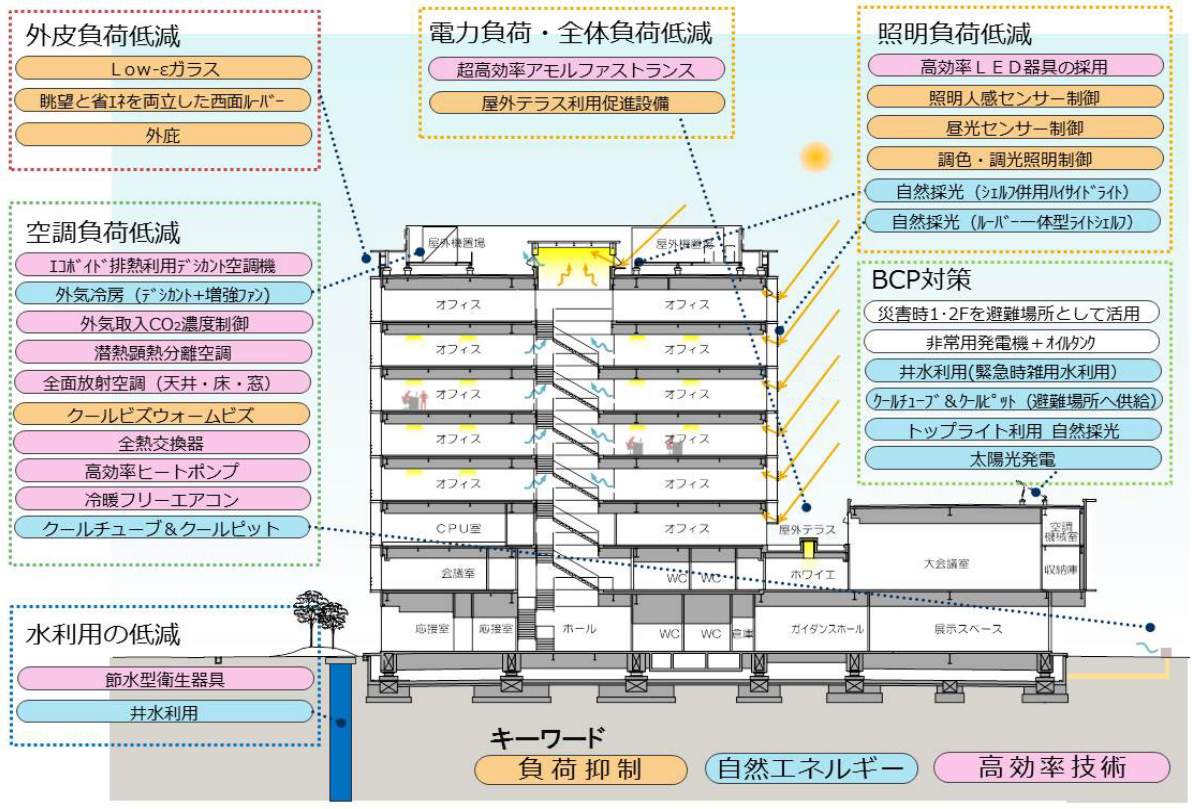 外皮負荷低減
Low-εガラス
眺望と省ｴﾈを両立した西面ﾙｰﾊﾞｰ
外庇
電力負荷・全体負荷低減
超高効率アモルファストランス
屋外テラス利用促進設備
照明負荷低減
高効率ＬＥＤ器具の採用
照明人感センサー制御
昼光センサー制御
調色・調光照明制御
自然採光（ｼｪﾙﾌ併用ﾊｲｻｲﾄﾞﾗｲﾄ）
自然採光（ﾙｰﾊﾞｰ一体型ﾗｲﾄｼｪﾙﾌ）
空調負荷低減
ｴｺﾎﾞｲﾄﾞ排熱利用ﾃﾞｼｶﾝﾄ空調機
外気冷房（ﾃﾞｼｶﾝﾄ+増強ﾌｧﾝ）
外気取入CO₂濃度制御
潜熱顕熱分離空調
全面放射空調（天井・床・窓）
クールビズウォームビズ
全熱交換器
高効率ヒートポンプ
冷暖フリーエアコン
クールチューブ＆クールピット
BCP対策
災害時1･2Fを避難場所として活用
非常用発電機＋ｵｲﾙﾀﾝｸ
井水利用(緊急時雑用水利用)
ｸｰﾙﾁｭｰﾌﾞ＆ｸｰﾙﾋﾟｯﾄ（避難場所へ供給）
トップライト利用 自然採光
太陽光発電
水利用の低減
節水型衛生器具
井水利用
屋外機置場
屋外機置場
オフィス
オフィス
オフィス
オフィス
オフィス
オフィス
オフィス
オフィス
オフィス
オフィス
ＣＰＵ室
オフィス
屋外テラス
空調機械室
会議室
WC
WC
ホワイエ
大会議室
収納庫
応接室
応接室
ホール
WC
WC
倉庫
ガイダンスホール
展示スペース
キーワード
負荷抑制
自然エネルギー
高効率技術